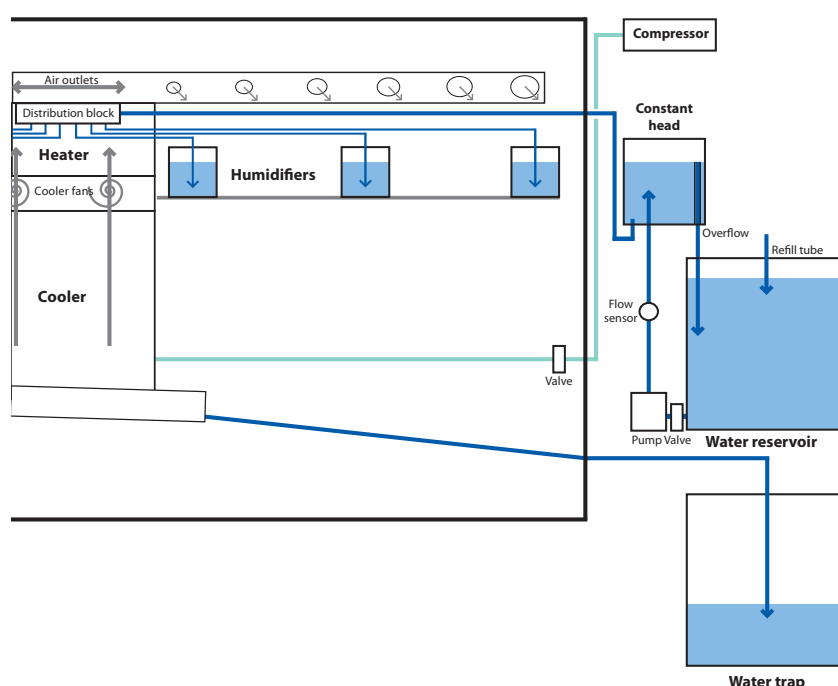 Compressor
Air outlets
Distribution block
Constant
head
Heater
Humidifiers
Cooler fans
Overflow
Refill tube
Cooler
Flow
sensor
Valve
Pump
Valve
Water reservoir
Water trap